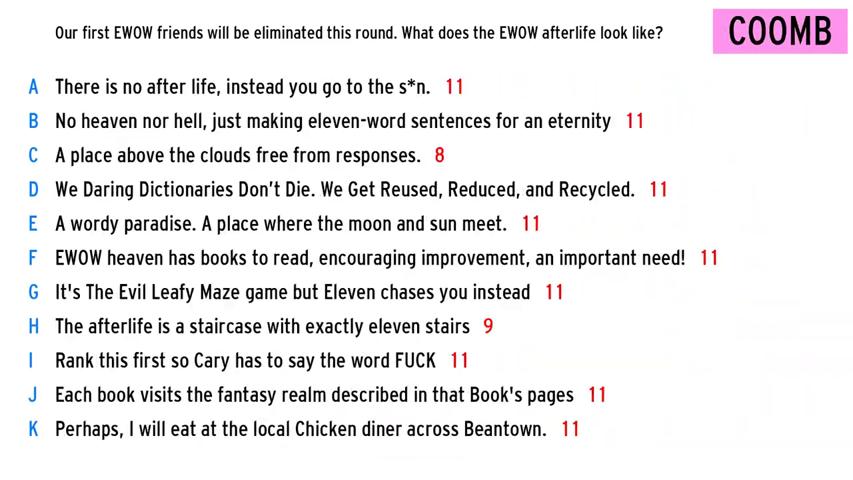 Our first EWOW friends will be eliminated this round. What does the EWOW afterlife look like?
COOMB
A There is no after life, instead you go to the s*n. 11
B No heaven nor hell, just making eleven-word sentences for an eternity 11
C A place above the clouds free from responses. 8
D We Daring Dictionaries Don't Die. We Get Reused, Reduced, and Recycled. 11
E A wordy paradise. A place where the moon and sun meet. 11
F EWOW heaven has books to read, encouraging improvement, an important need! 11
G It's The Evil Leafy Maze game but Eleven chases you instead 11
H The afterlife is a staircase with exactly eleven stairs 9
I Rank this first so Cary has to say the word FUCK 11
J Each book visits the fantasy realm described in that Book's pages 11
K Perhaps, I will eat at the local Chicken diner across Beantown. 11